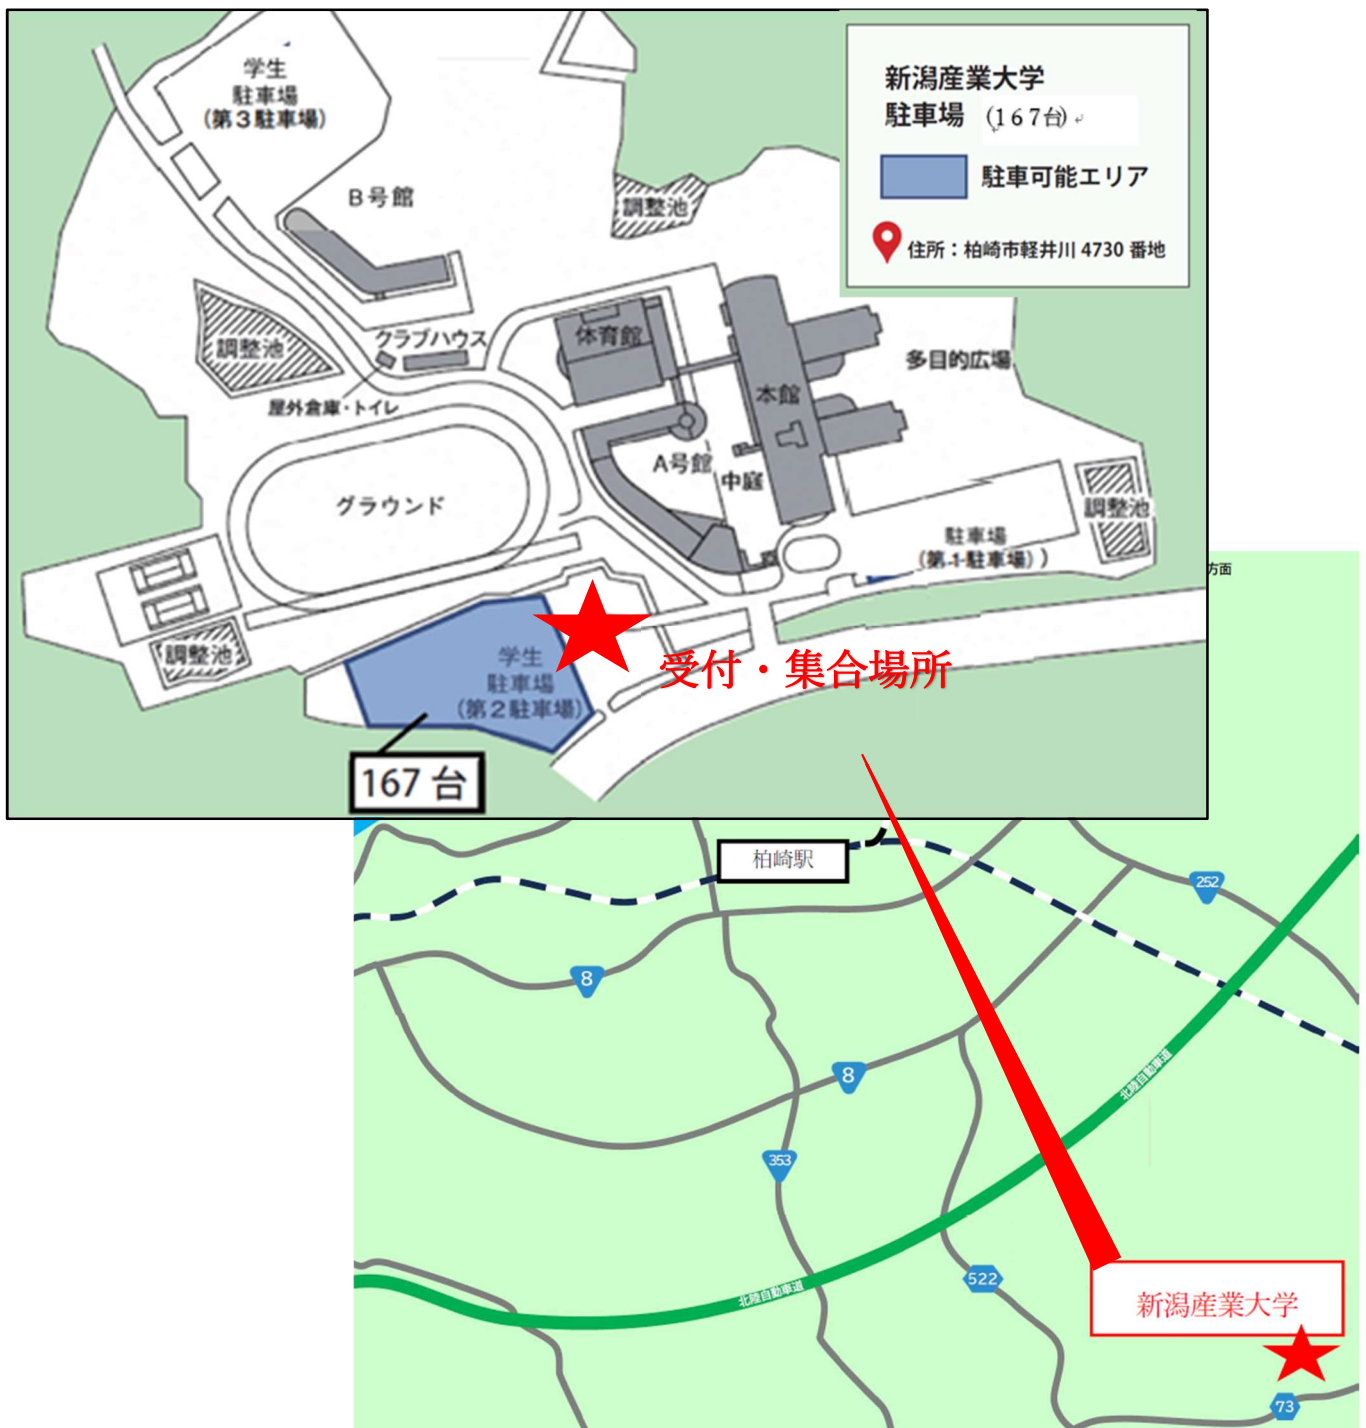 学生
駐車場
(第3駐車場)
新潟産業大学
駐車場 (167台)
駐車可能エリア
住所：柏崎市軽井川 4730 番地
B号館
調整池
調整池
クラブハウス
体育館
多目的広場
本館
屋外倉庫・トイレ
A号館
中庭
グラウンド
調整池
駐車場
(第1駐車場))
方面
調整池
学生
駐車場
(第2駐車場)
受付・集合場所
167 台
柏崎駅
252
8
8
北陸自動車道
353
522
北陸自動車道
新潟産業大学
73